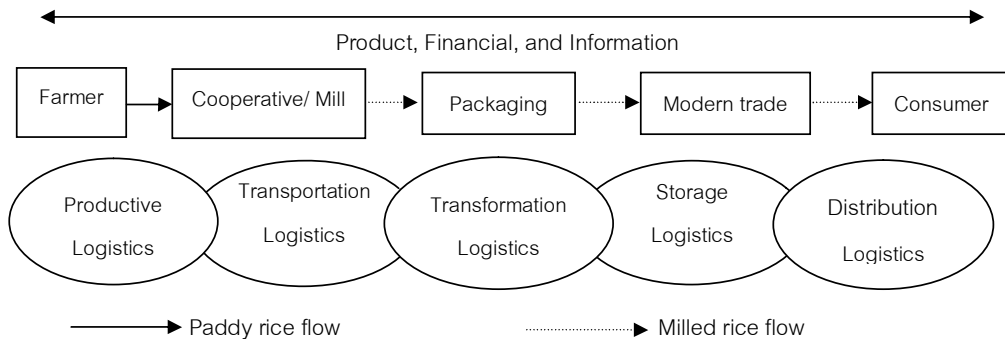 Product, Financial, and Information
Farmer
Cooperative/ Mill
Packaging
Modern trade
Consumer
Productive
Logistics
Transportation
Logistics
Transformation
Logistics
Storage
Logistics
Distribution
Logistics
Paddy rice flow
Milled rice flow